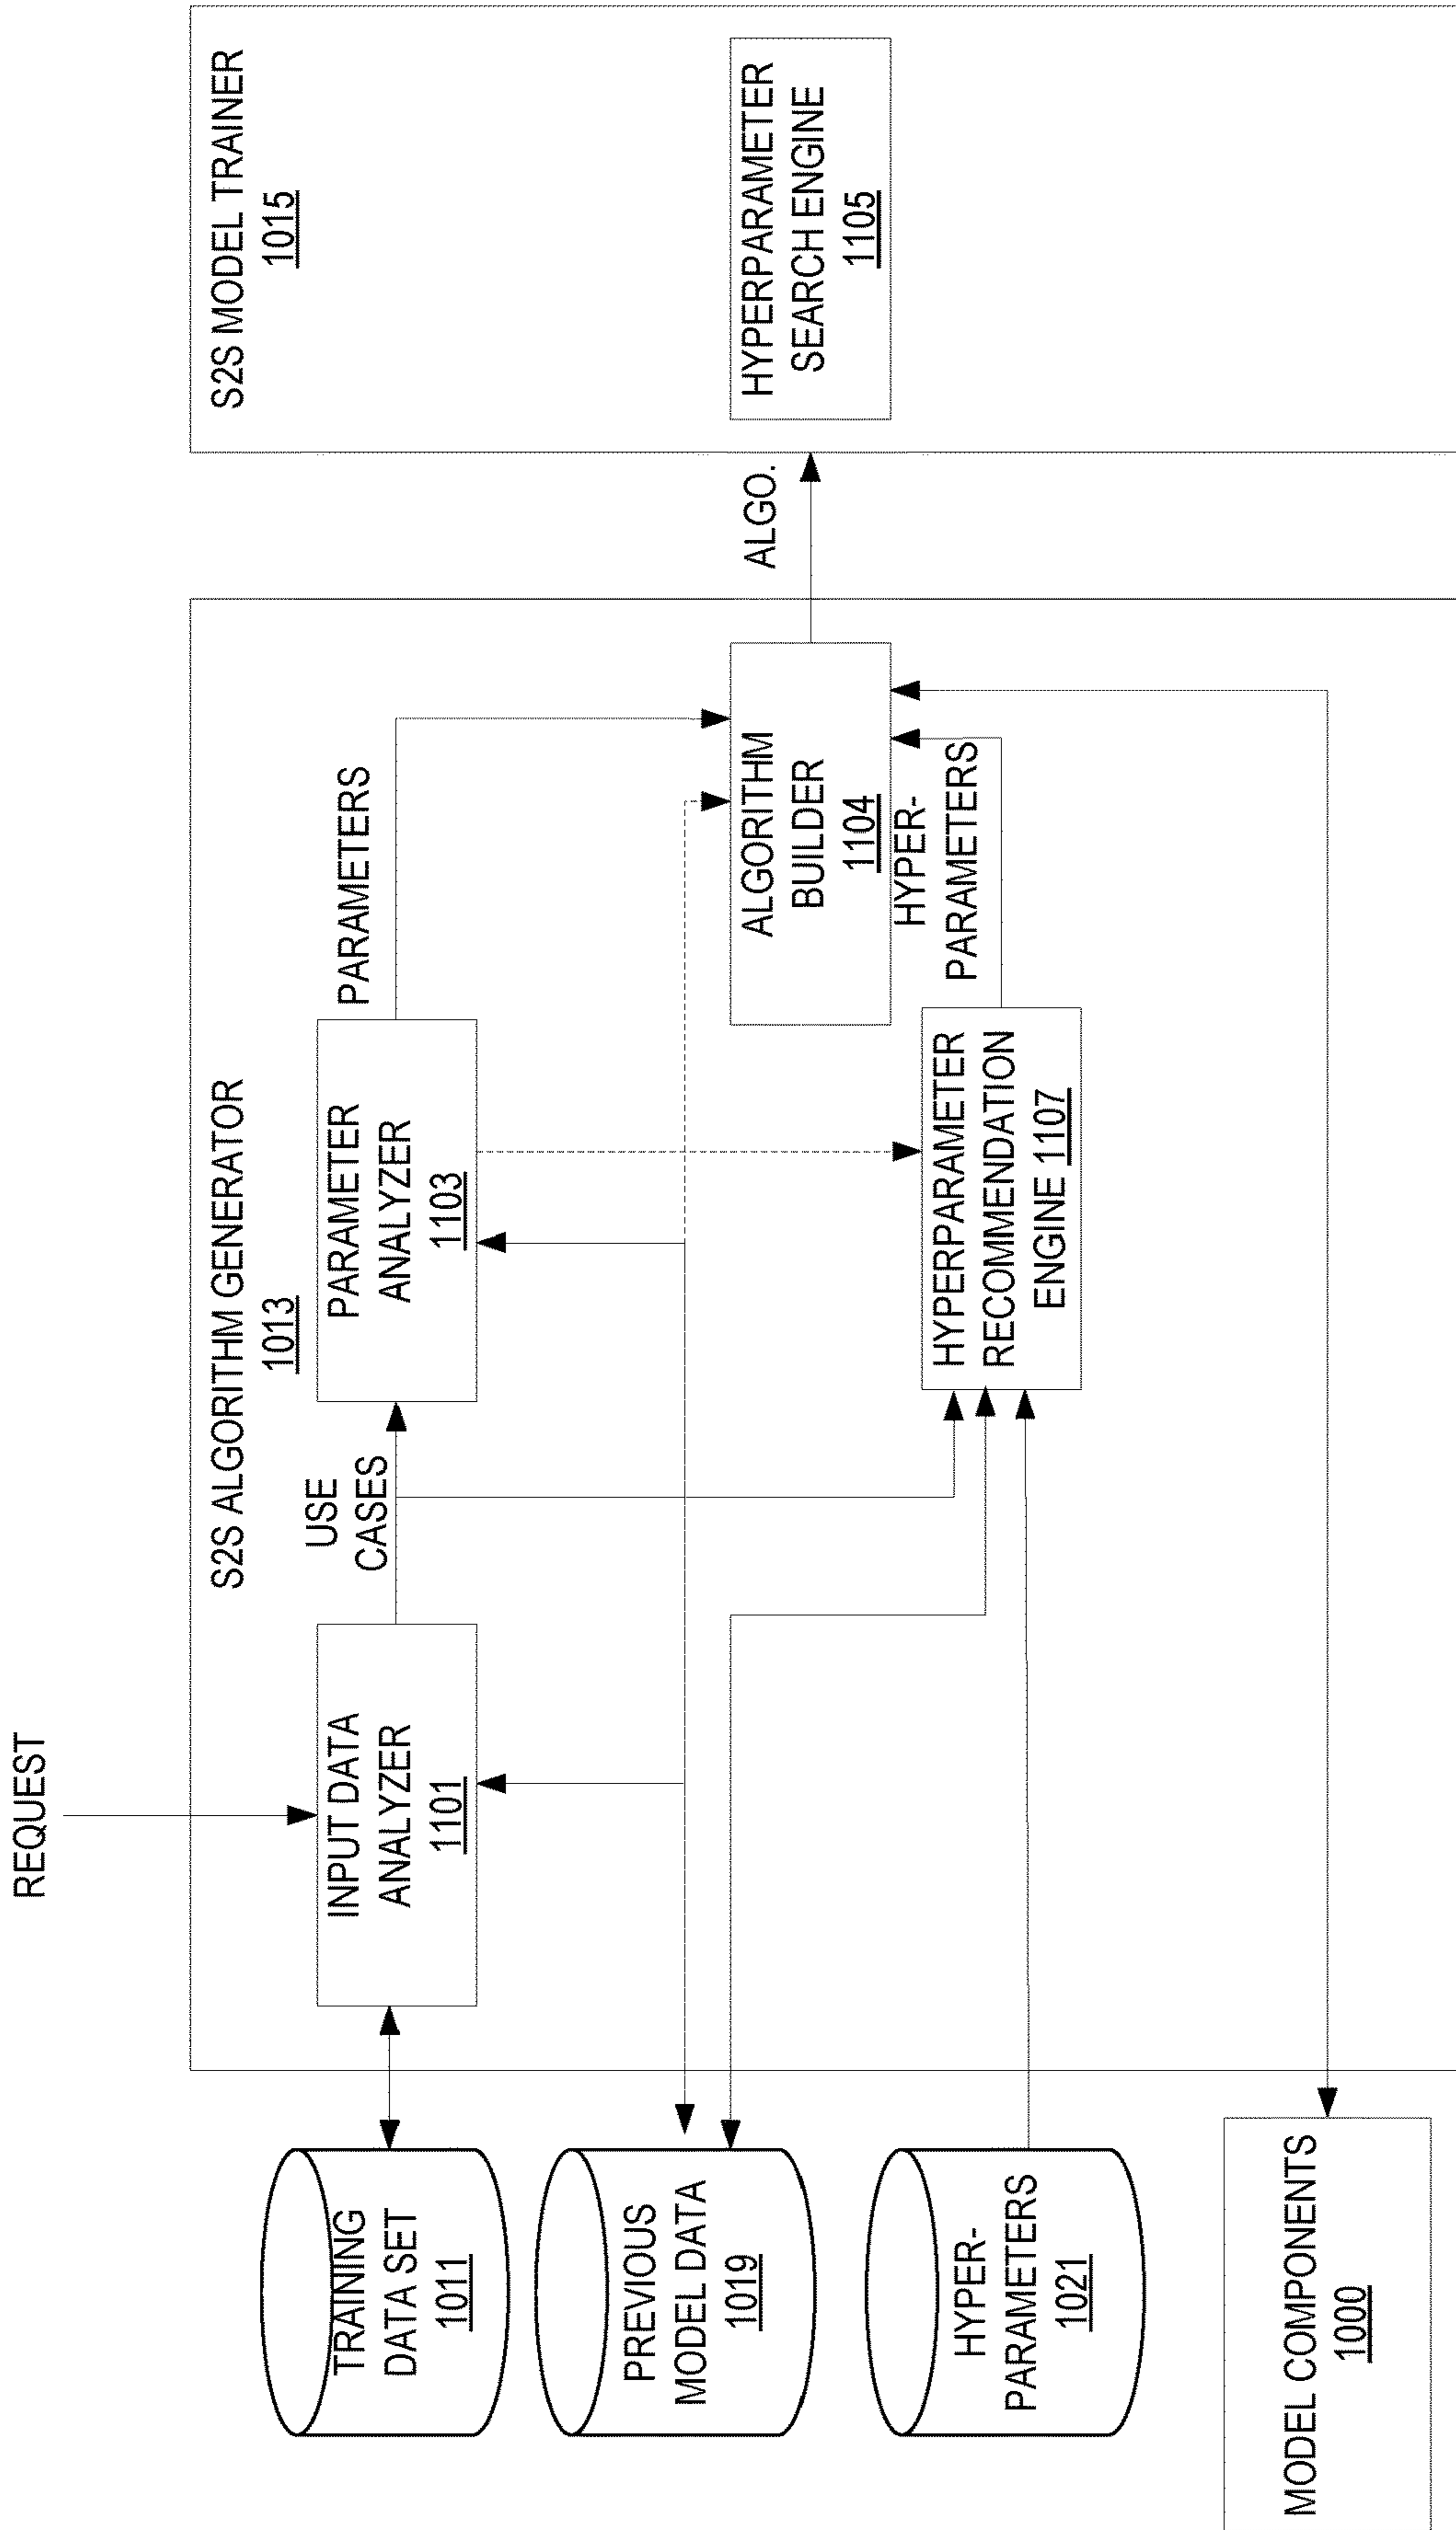 REQUEST
S2S ALGORITHM GENERATOR
1013
S2S MODEL TRAINER
1015
TRAINING
DATA SET
1011
INPUT DATA
ANALYZER
1101
USE
CASES
PARAMETER
ANALYZER
1103
PARAMETERS
PREVIOUS
MODEL DATA
1019
ALGORITHM
BUILDER
1104
ALGO.
HYPERPARAMETER
SEARCH ENGINE
1105
HYPER-
PARAMETERS
HYPER-
PARAMETERS
1021
HYPERPARAMETER
RECOMMENDATION
ENGINE 1107
MODEL COMPONENTS
1000